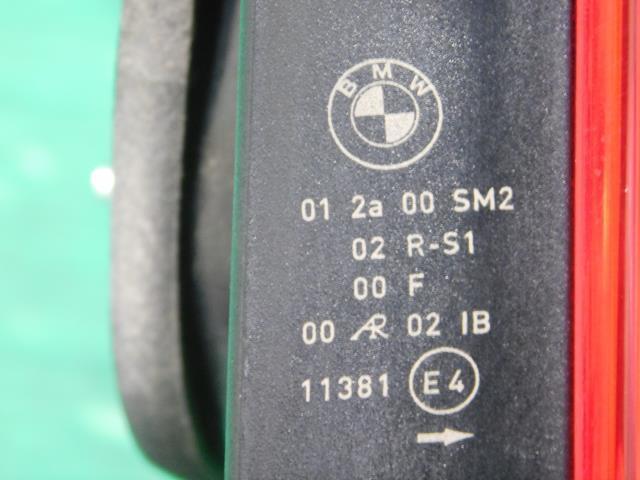 BMW
01 2a 00 SM2
02 R-S1
00 F
00 AR 02 IB
11381 E4